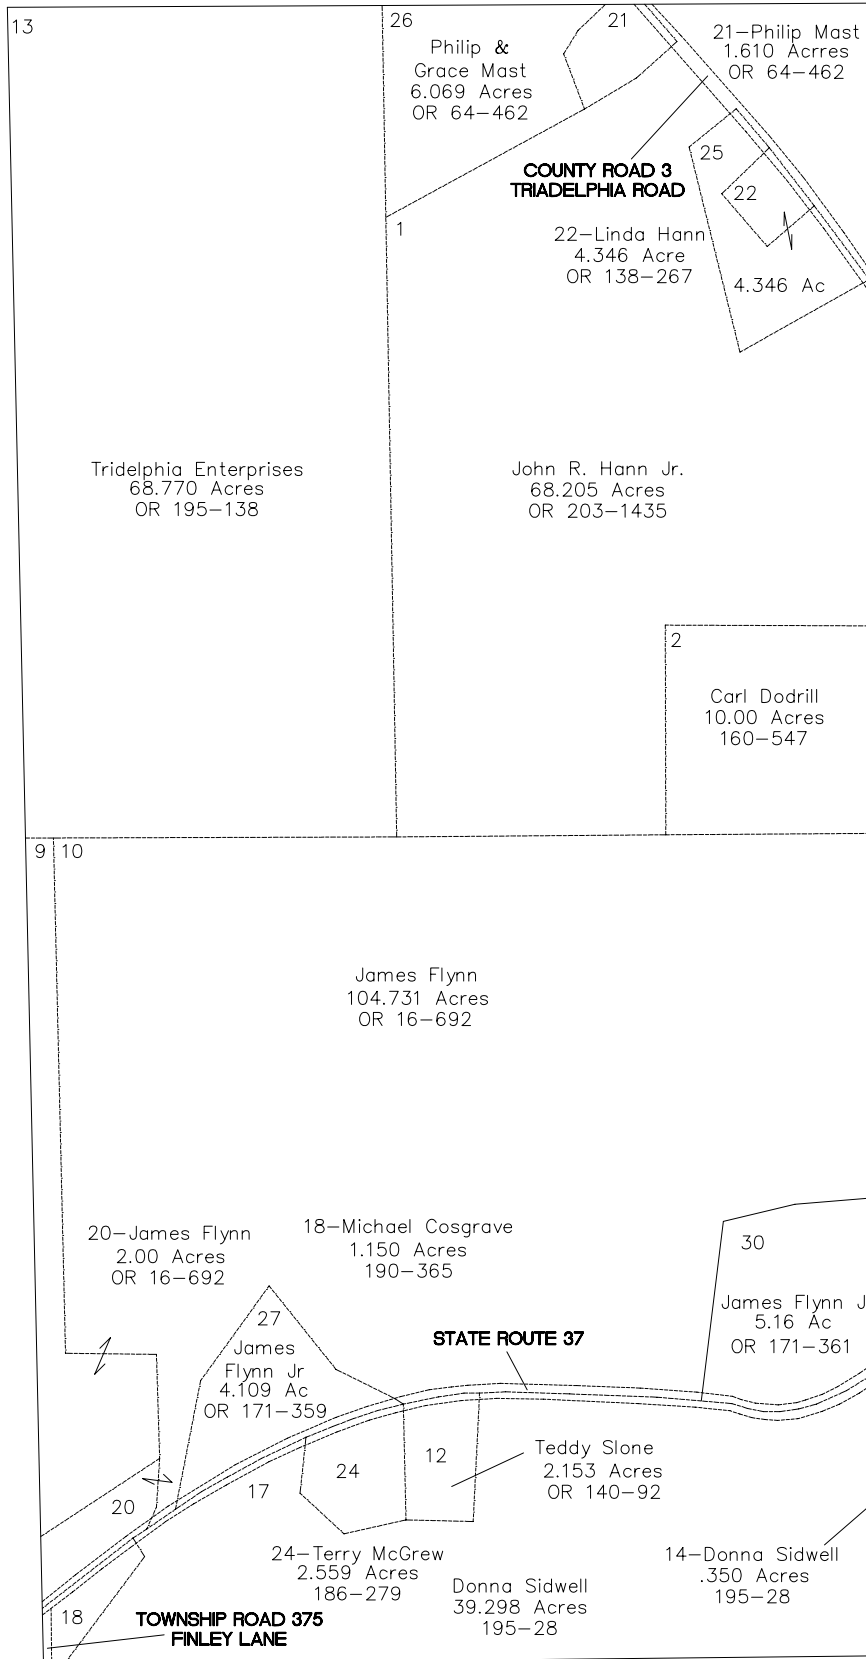 13
26
Philip &
Grace Mast
6.069 Acres
OR 64-462
21
21-Philip Mast
1.610 Acrres
OR 64-462
COUNTY ROAD 3
TRIADELPHIA ROAD
25
22
1
22-Linda Hann
4.346 Acre
OR 138-267
4.346 Ac
Tridelphia Enterprises
68.770 Acres
OR 195-138
John R. Hann Jr.
68.205 Acres
OR 203-1435
2
Carl Dodrill
10.00 Acres
160-547
9
10
James Flynn
104.731 Acres
OR 16-692
20-James Flynn
2.00 Acres
OR 16-692
18-Michael Cosgrave
1.150 Acres
190-365
30
James Flynn J
5.16 Ac
OR 171-361
27
James
Flynn Jr
4.109 Ac
OR 171-359
STATE ROUTE 37
20
17
24
12
Teddy Slone
2.153 Acres
OR 140-92
24-Terry McGrew
2.559 Acres
186-279
Donna Sidwell
39.298 Acres
195-28
14-Donna Sidwell
.350 Acres
195-28
18
TOWNSHIP ROAD 375
FINLEY LANE